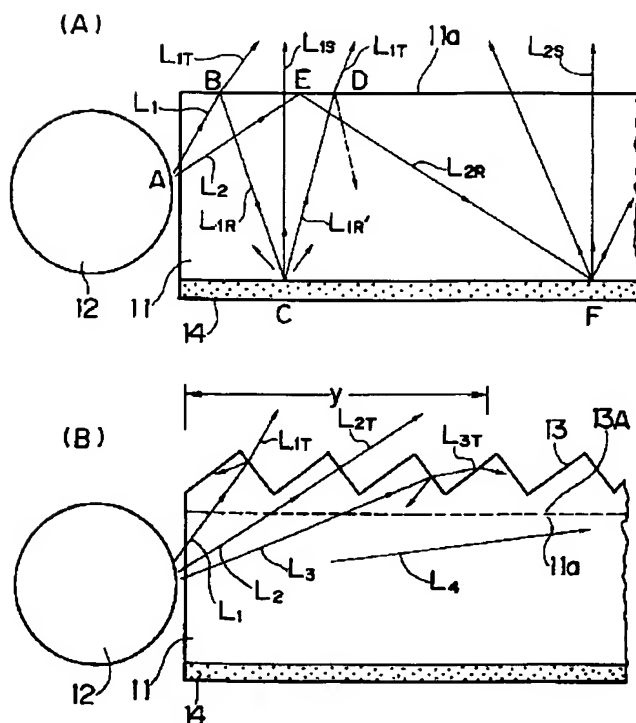 (A)
L1T L1S L1T 11a L2S
B E D
L1
A
L2
L2R
L1R L1R'
12 11 14 C F
(B)
y
L1T L2T L3T 13 13A
L1 L2 L3 L4 11a
12 11 14